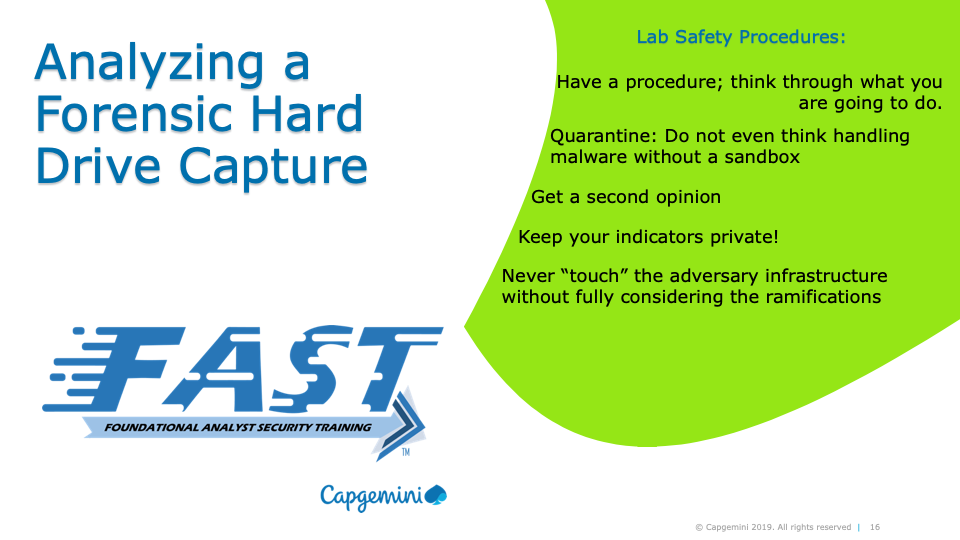 Analyzing a
Forensic Hard
Drive Capture
Lab Safety Procedures:
Have a procedure; think through what you
are going to do.
Quarantine: Do not even think handling
malware without a sandbox
Get a second opinion
Keep your indicators private!
Never “touch” the adversary infrastructure
without fully considering the ramifications
FAST
FOUNDATIONAL ANALYST SECURITY TRAINING
TM
Capgemini
© Capgemini 2019. All rights reserved | 16